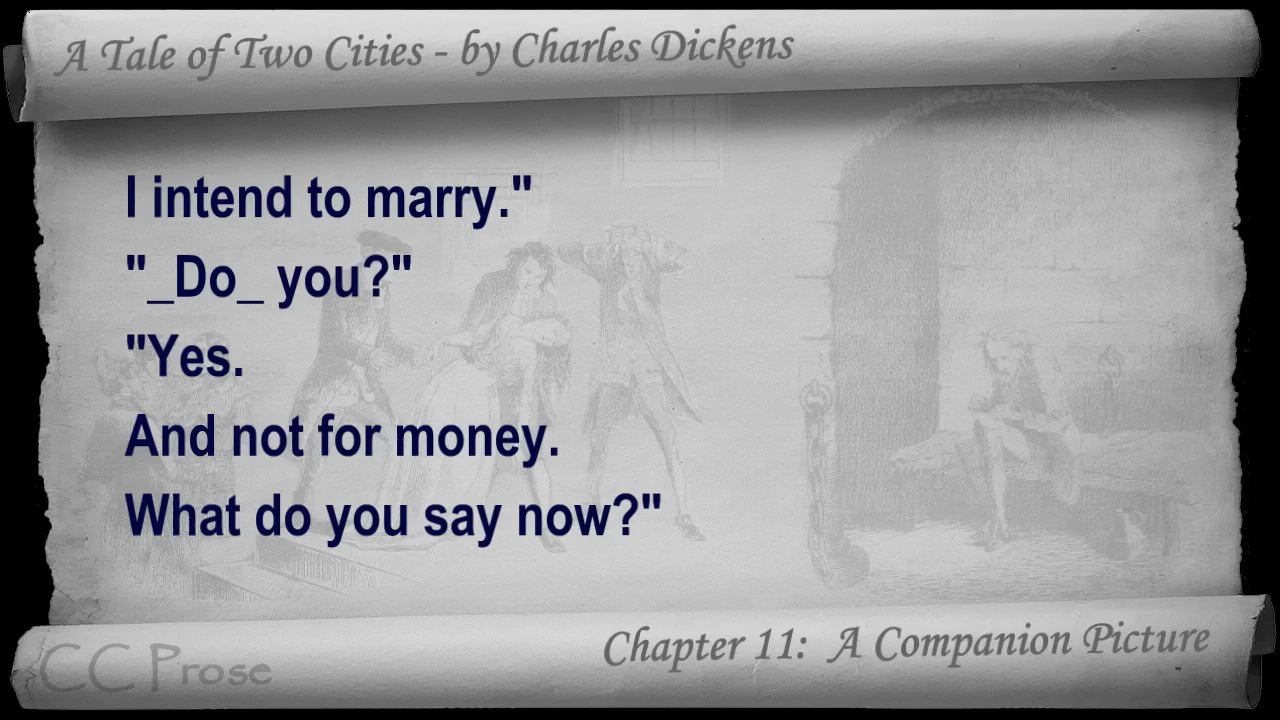 A Tale of Two Cities - by Charles Dickens
I intend to marry."
"_Do_ you?"
"Yes.
And not for money.
What do you say now?"
Chapter 11: A Companion Picture
CC Prose